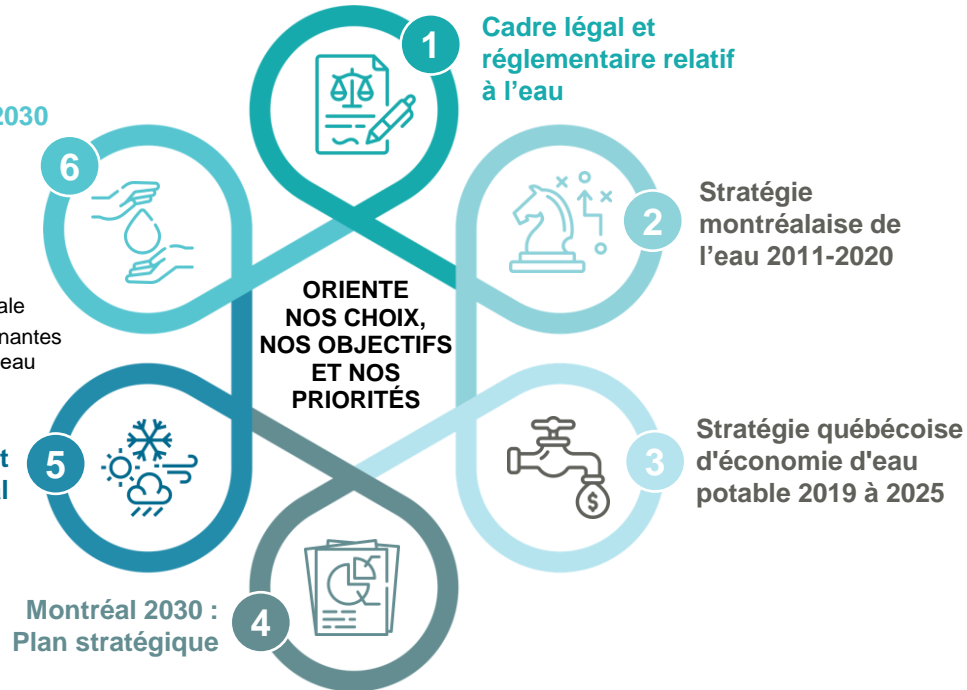 1
Cadre légal et
réglementaire relatif
à l'eau
2
Stratégie
montréalaise de
l'eau 2011-2020
3
Stratégie québécoise
d'économie d'eau
potable 2019 à 2025
4
Montréal 2030 :
Plan stratégique
5
6
2030
eau
ORIENTE
NOS CHOIX,
NOS OBJECTIFS
ET NOS
PRIORITÉS
$